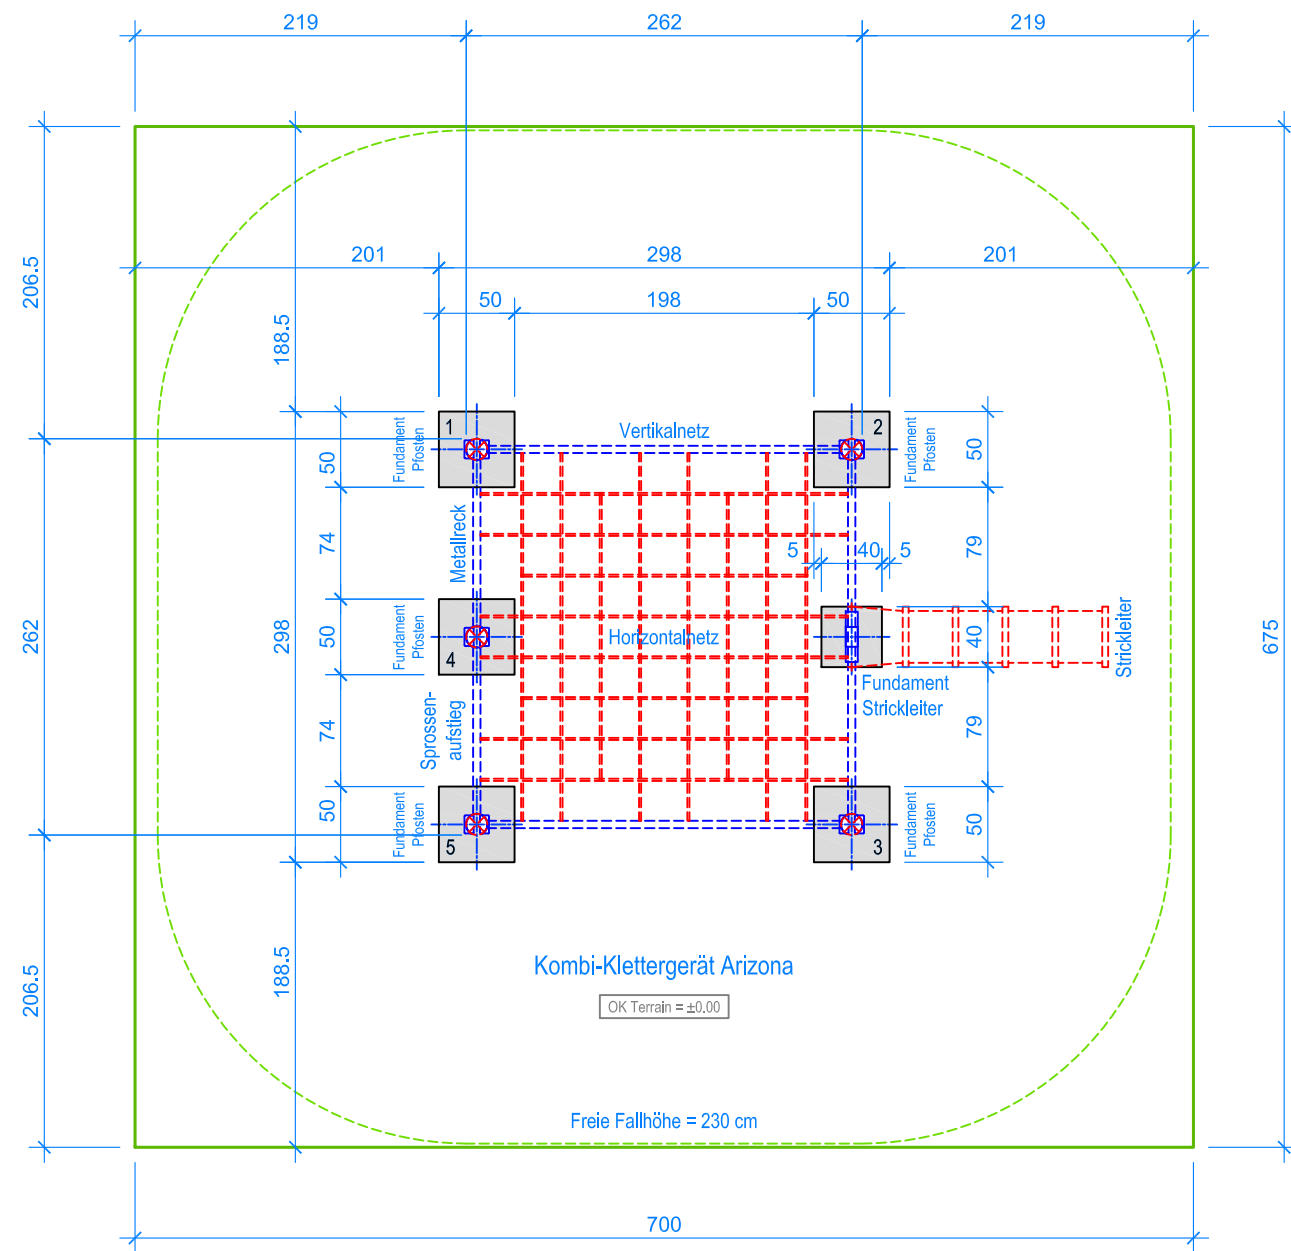 219
262
219
201
298
201
50
198
50
206.5
188.5
262
298
206.5
188.5
50
74
50
74
50
50
79
40
79
50
5
40
5
675
700
1
2
3
4
5
Fundament
Pfosten
Fundament
Pfosten
Fundament
Pfosten
Fundament
Pfosten
Fundament
Pfosten
Vertikalnetz
Metallreck
Horizontalnetz
Sprossen-
aufstieg
Fundament
Strickleiter
Strickleiter
Kombi-Klettergerät Arizona
OK Terrain = ±0.00
Freie Fallhöhe = 230 cm